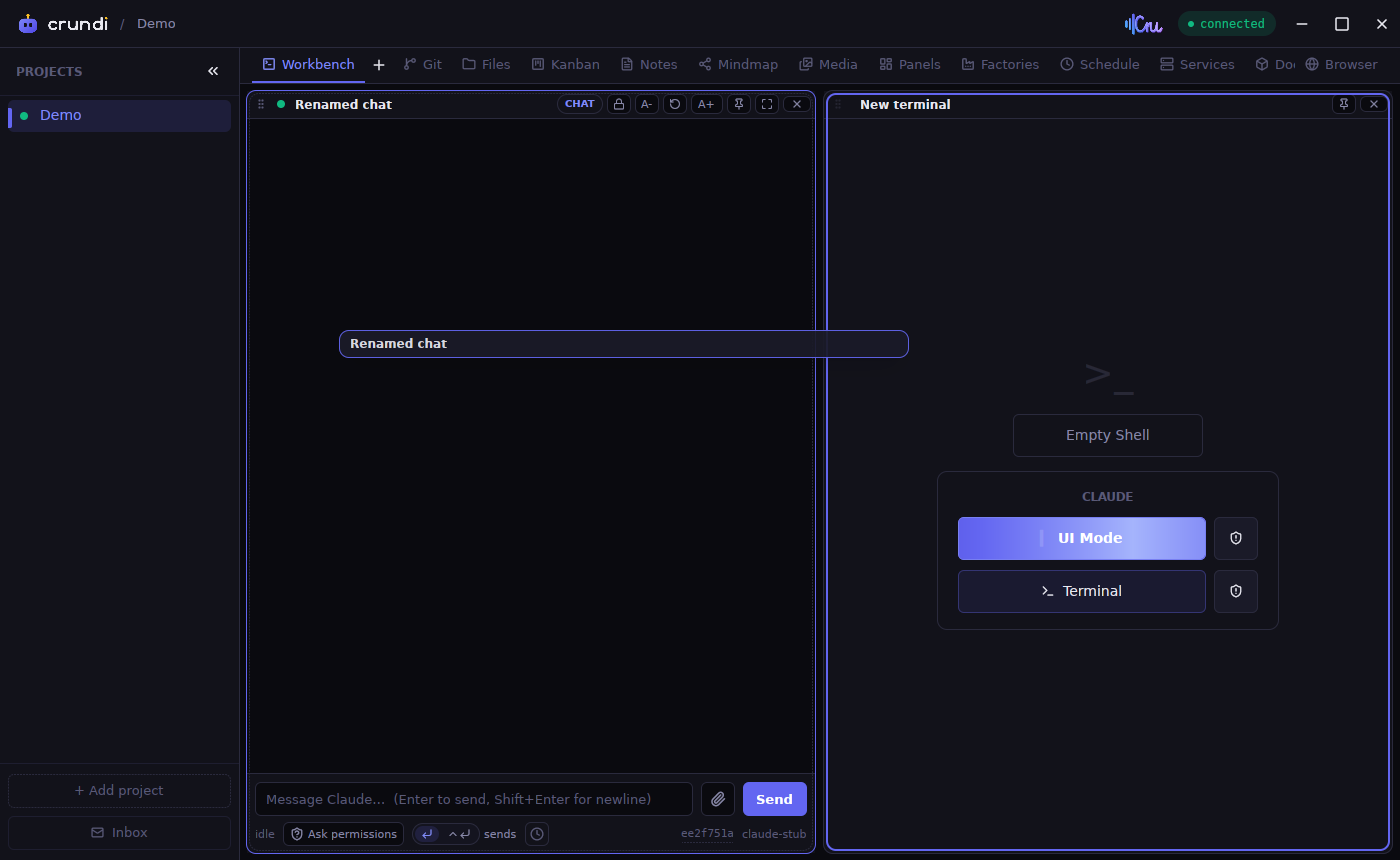 crundi / Demo
Cru
connected
PROJECTS
Workbench + Git Files Kanban Notes Mindmap Media Panels Factories Schedule Services Do Browser
Demo
Renamed chat CHAT A- A+
New terminal
Renamed chat
>_
Empty Shell
CLAUDE
UI Mode
Terminal
+ Add project
Inbox
Message Claude... (Enter to send, Shift+Enter for newline) Send
idle Ask permissions sends ee2f751a claude-stub